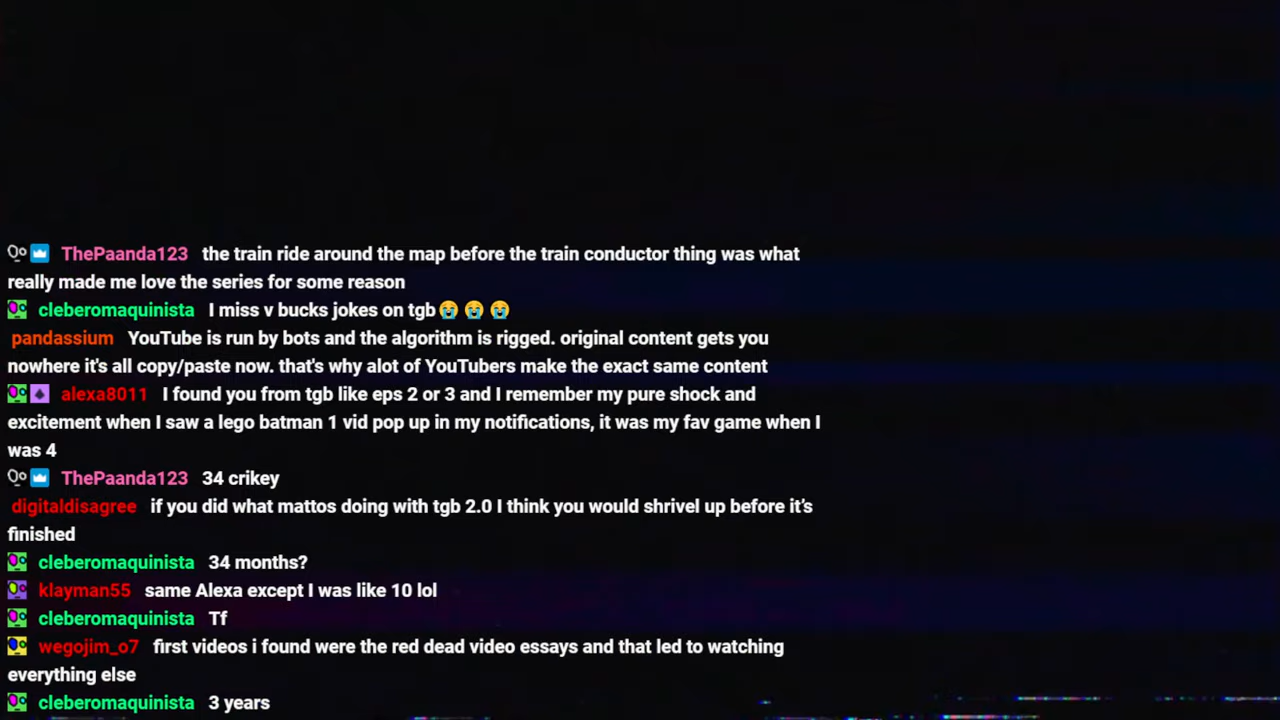 ThePaanda123 the train ride around the map before the train conductor thing was what
really made me love the series for some reason
cleberomaquinista I miss v bucks jokes on tgb😭 😭 😭
pandassium YouTube is run by bots and the algorithm is rigged. original content gets you
nowhere it's all copy/paste now. that's why alot of YouTubers make the exact same content
alexa8011 I found you from tgb like eps 2 or 3 and I remember my pure shock and
excitement when I saw a lego batman 1 vid pop up in my notifications, it was my fav game when I
was 4
ThePaanda123 34 crikey
digitaldisagree if you did what mattos doing with tgb 2.0 I think you would shrivel up before it’s
finished
cleberomaquinista 34 months?
klayman55 same Alexa except I was like 10 lol
cleberomaquinista Tf
wegojim_o7 first videos i found were the red dead video essays and that led to watching
everything else
cleberomaquinista 3 years